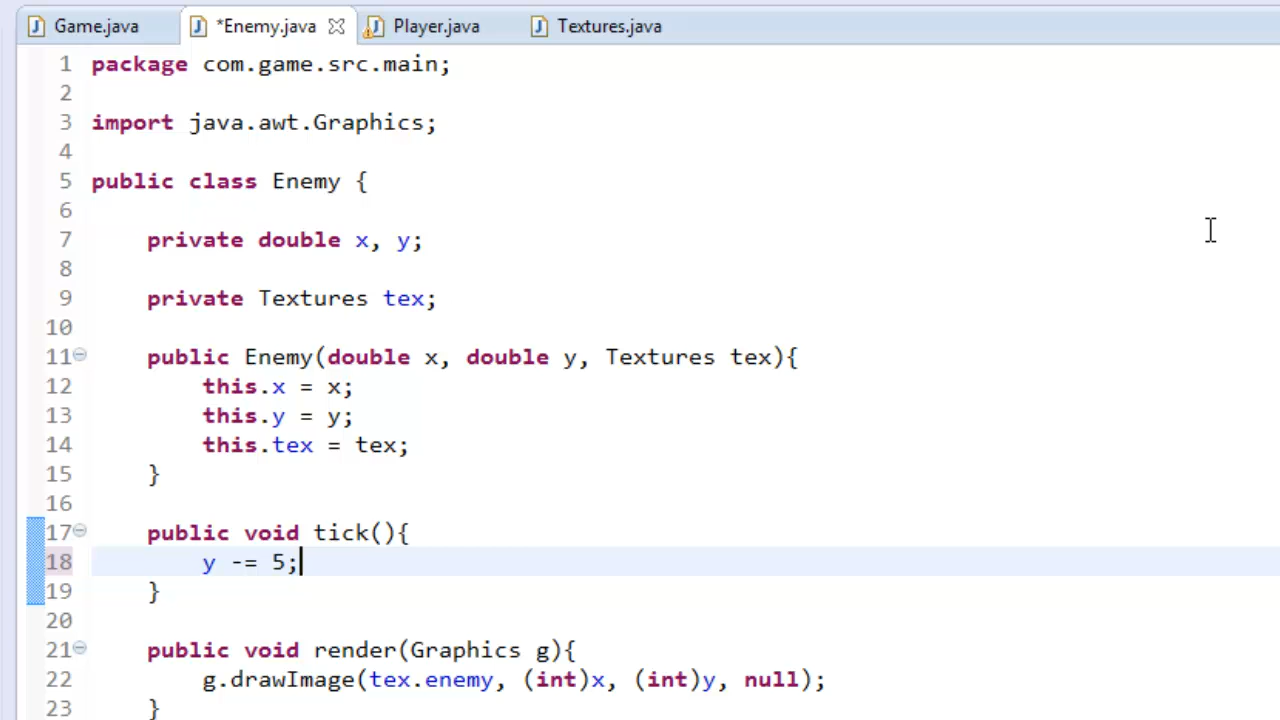 Game.java *Enemy.java Player.java Textures.java
1 package com.game.src.main;
2
3 import java.awt.Graphics;
4
5 public class Enemy {
6
7 private double x, y;
8
9 private Textures tex;
10
11 public Enemy(double x, double y, Textures tex){
12 this.x = x;
13 this.y = y;
14 this.tex = tex;
15 }
16
17 public void tick(){
18 y -= 5;
19 }
20
21 public void render(Graphics g){
22 g.drawImage(tex.enemy, (int)x, (int)y, null);
23 }